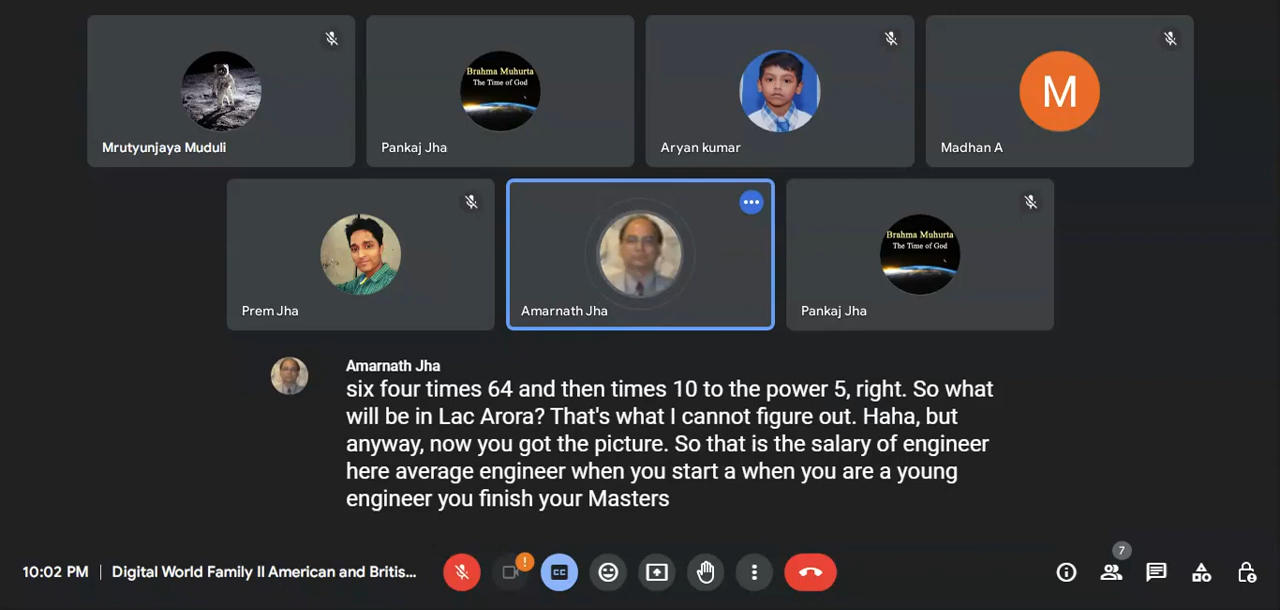 Brahma Muhurta
The Time of God
M
Mrutyunjaya Muduli
Pankaj Jha
Aryan kumar
Madhan A
Brahma Muhurta
The Time of God
Prem Jha
Amarnath Jha
Pankaj Jha
Amarnath Jha
six four times 64 and then times 10 to the power 5, right. So what
will be in Lac Arora? That's what I cannot figure out. Haha, but
anyway, now you got the picture. So that is the salary of engineer
here average engineer when you start a when you are a young
engineer you finish your Masters
7
10:02 PM | Digital World Family II American and Britis...
CC